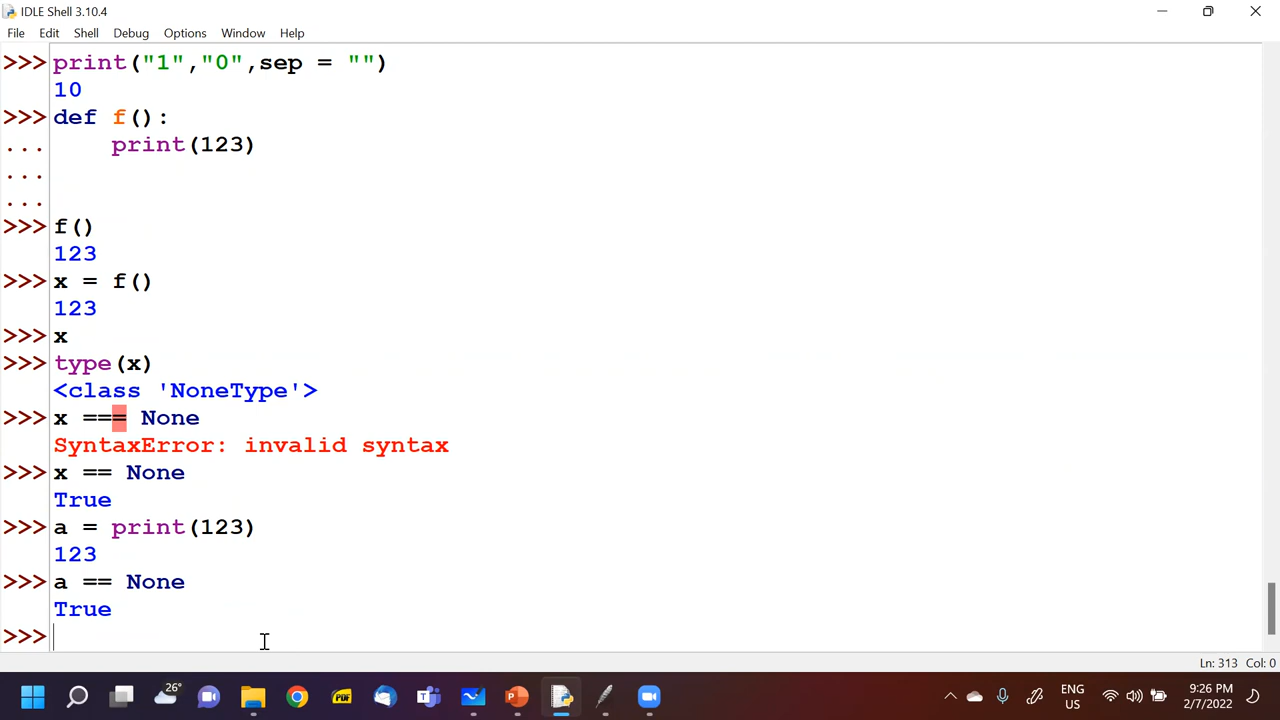 IDLE Shell 3.10.4
File Edit Shell Debug Options Window Help
>>> print("1","0",sep = "")
10
>>> def f():
...     print(123)
...
...
>>> f()
123
>>> x = f()
123
>>> x
>>> type(x)
<class 'NoneType'>
>>> x === None
SyntaxError: invalid syntax
>>> x == None
True
>>> a = print(123)
123
>>> a == None
True
>>>
Ln: 313 Col: 0
26°
PDF
ENG
US
9:26 PM
2/7/2022